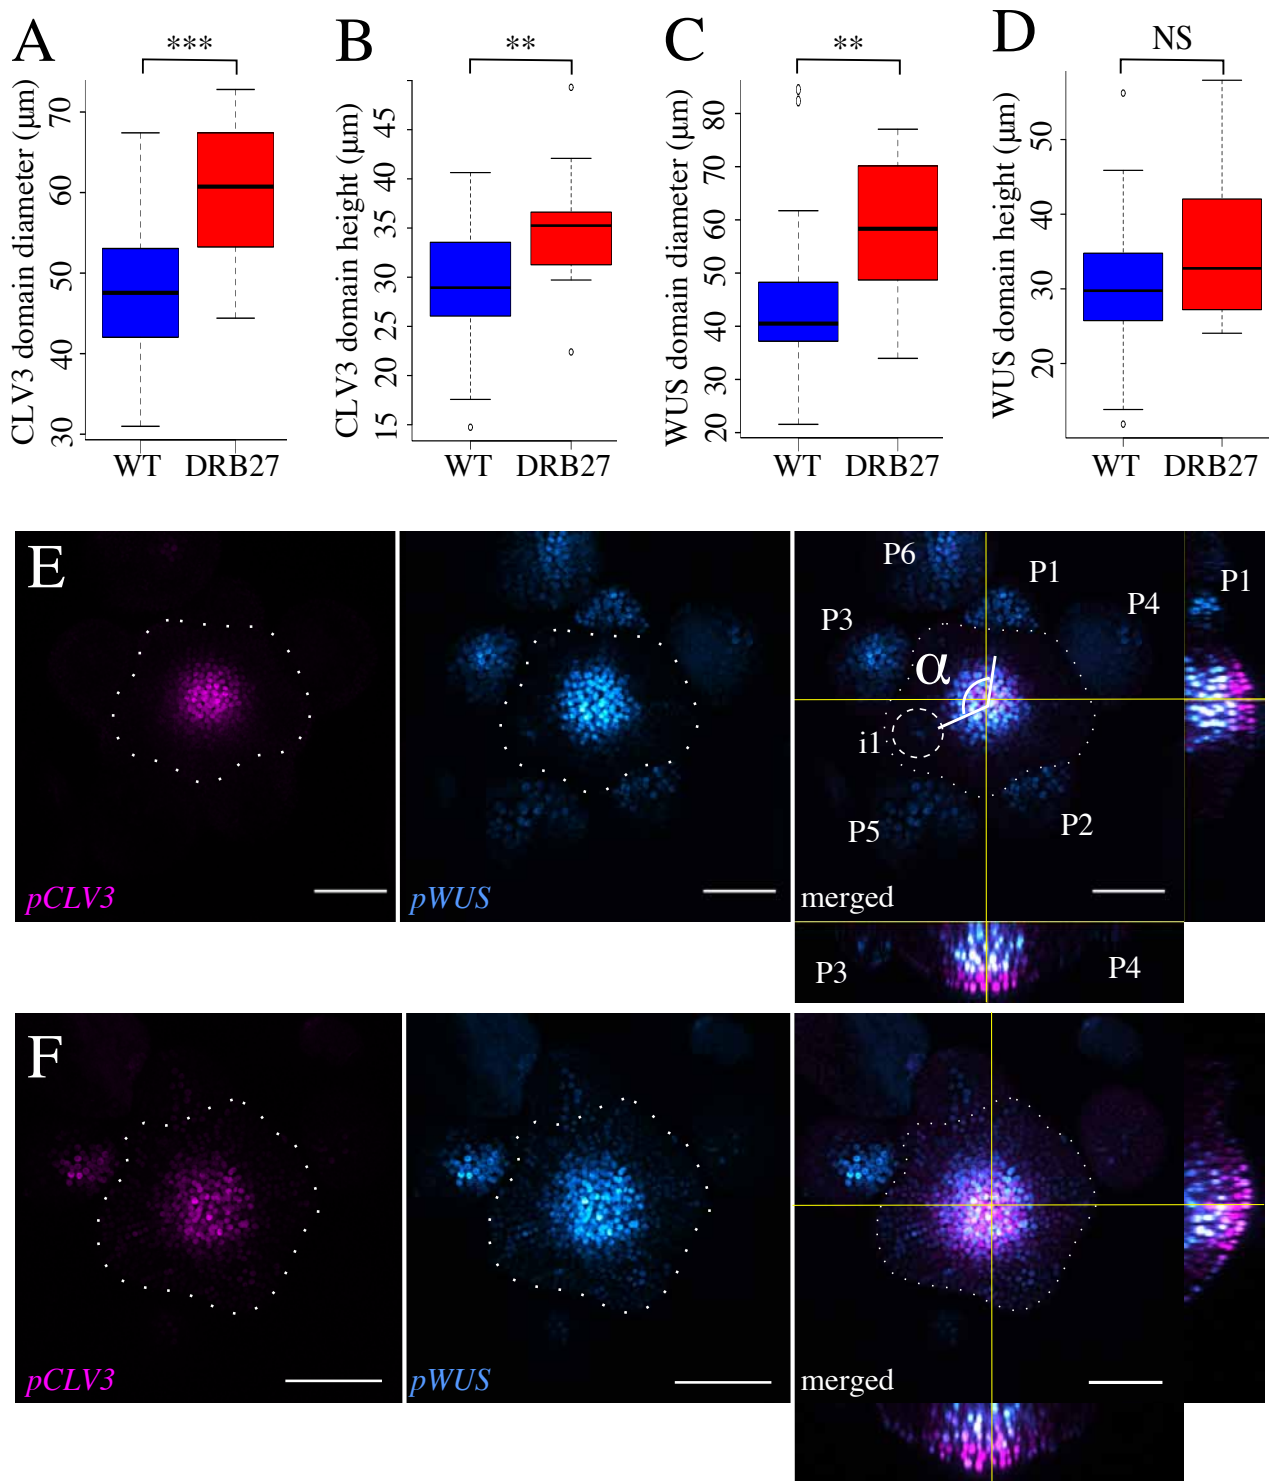 A
***
CLV3 domain diameter (μm)
30 40 50 60 70
WT DRB27
B
**
CLV3 domain height (μm)
15 20 25 30 35 40 45
WT DRB27
C
**
WUS domain diameter (μm)
20 30 40 50 60 70 80
WT DRB27
D
NS
WUS domain height (μm)
20 30 40 50
WT DRB27
E
pCLV3
pWUS
P6
P1
P4
P3
α
i1
P5
P2
merged
P1
P3
P4
F
pCLV3
pWUS
merged